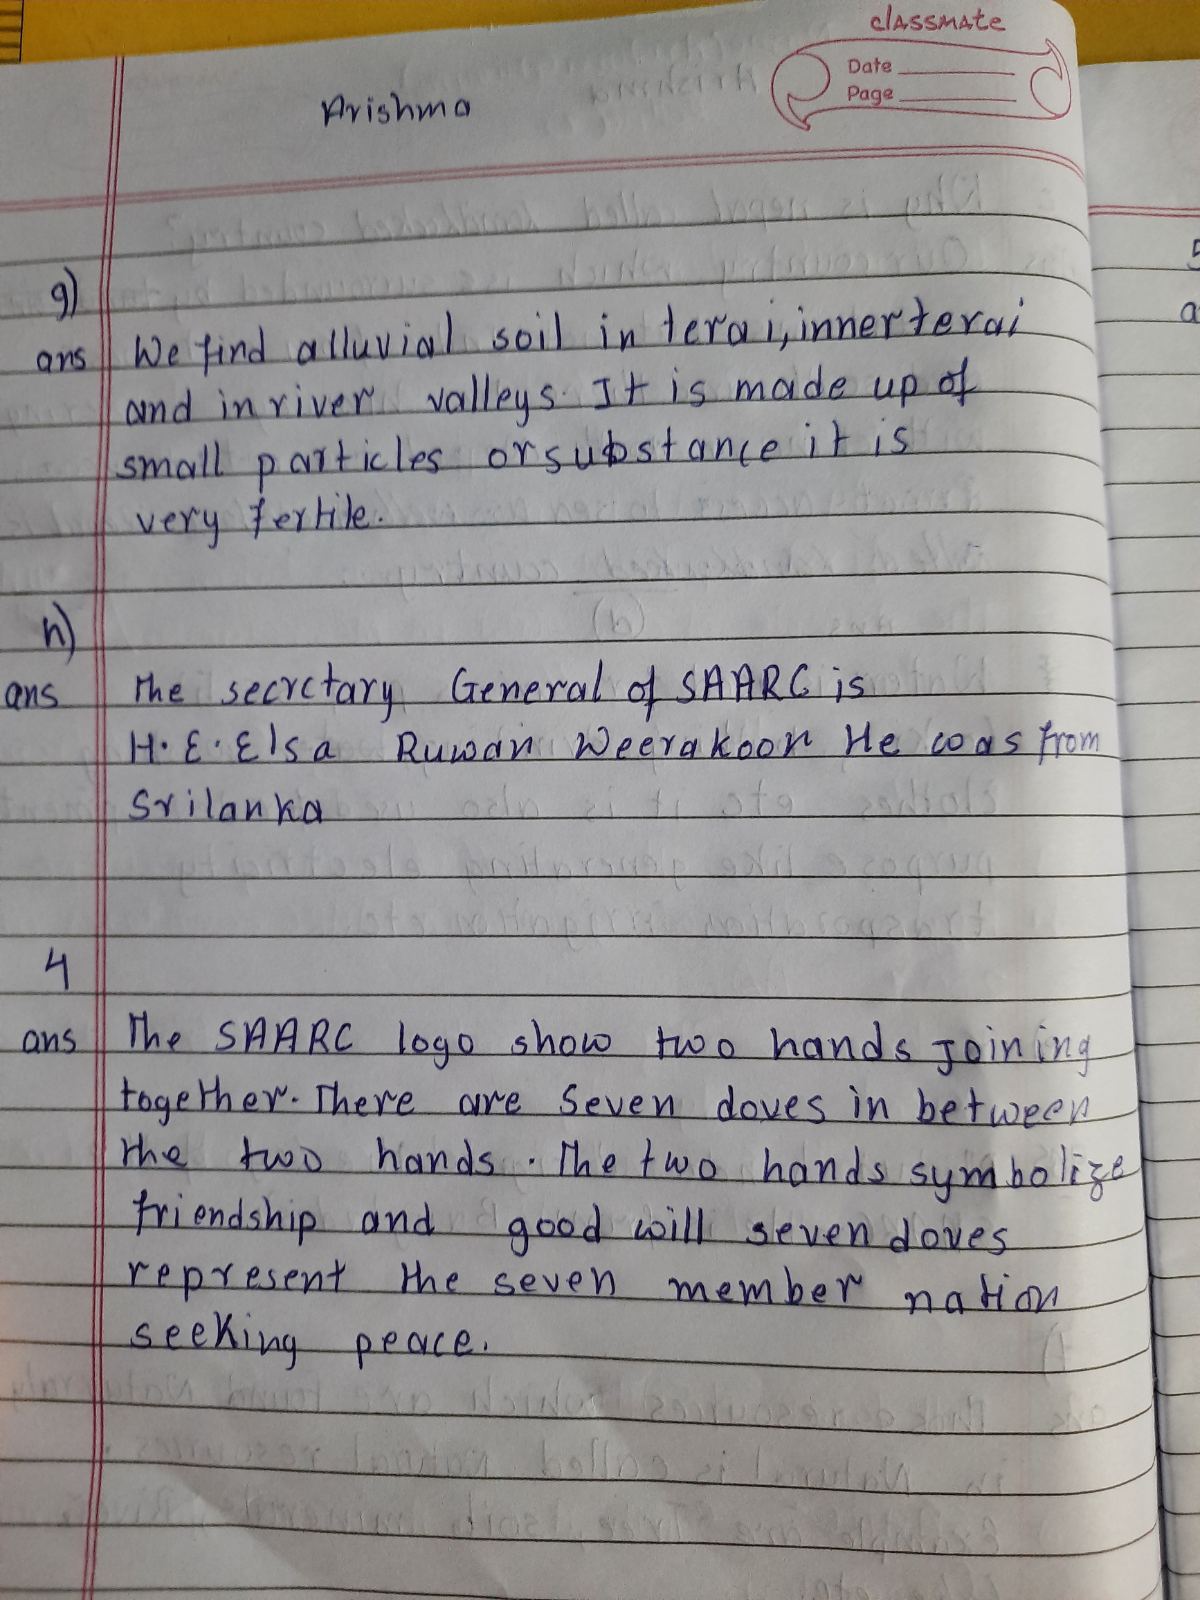 classmate
Date
Page
Arishma
g)
ans We find alluvial soil in terai, inner terai
and in river valleys. It is made up of
small particles or substance it is
very fertile.
h)
ans The secretary General of SAARC is
H.E.Elsa Ruwan Weerakoon He was from
Srilanka
4
ans The SAARC logo show two hands Joining
together. There are seven doves in between
the two hands. The two hands symbolize
friendship and good will seven doves
represent the seven member nation
seeking peace.
5
a